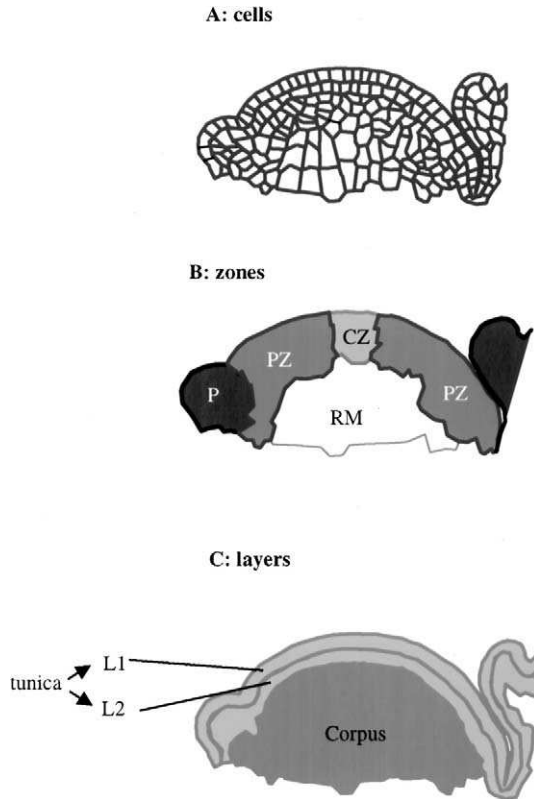 A: cells
B: zones
CZ
PZ
PZ
P
RM
C: layers
L1
tunica
L2
Corpus